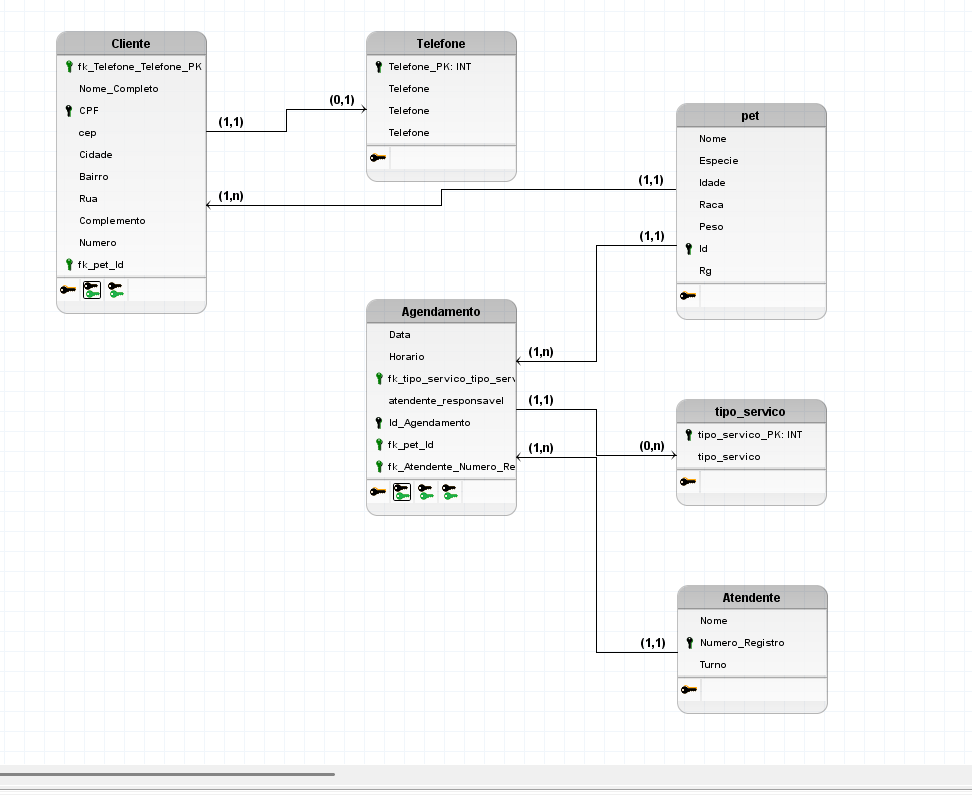 Cliente
fk_Telefone_Telefone_PK
Nome_Completo
CPF
cep
Cidade
Bairro
Rua
Complemento
Numero
fk_pet_Id
(1,1)
(0,1)
(1,n)
Telefone
Telefone_PK: INT
Telefone
Telefone
Telefone
pet
Nome
Especie
Idade
Raca
Peso
Id
Rg
(1,1)
(1,1)
Agendamento
Data
Horario
fk_tipo_servico_tipo_serv
atendente_responsavel
Id_Agendamento
fk_pet_Id
fk_Atendente_Numero_Re
(1,n)
(1,1)
(1,n)
(0,n)
tipo_servico
tipo_servico_PK: INT
tipo_servico
Atendente
Nome
Numero_Registro
Turno
(1,1)